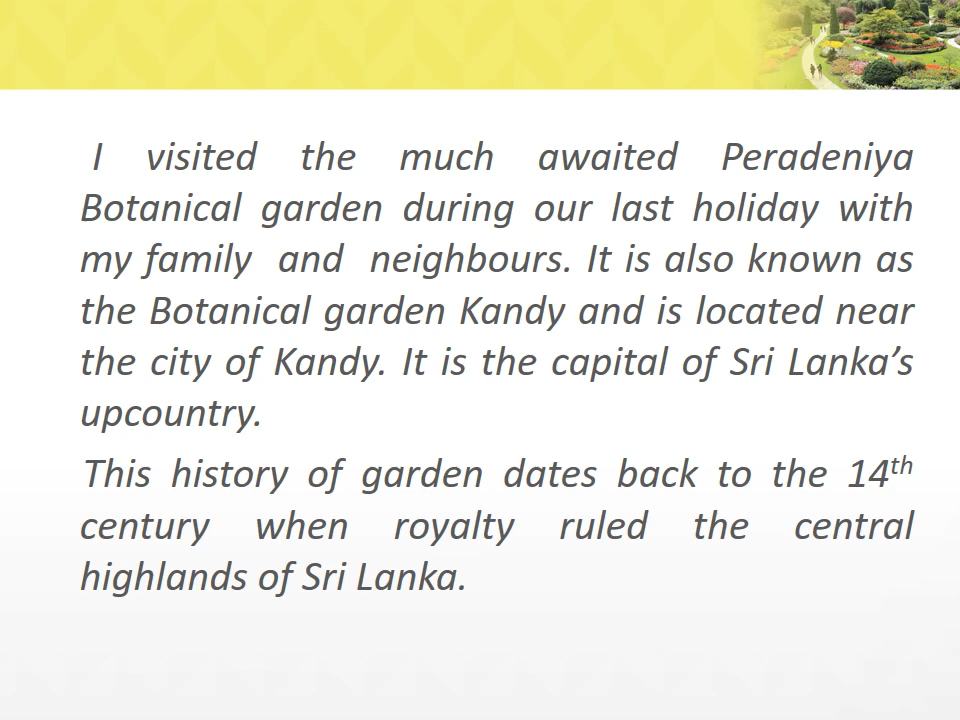 I visited the much awaited Peradeniya
Botanical garden during our last holiday with
my family and neighbours. It is also known as
the Botanical garden Kandy and is located near
the city of Kandy. It is the capital of Sri Lanka’s
upcountry.
This history of garden dates back to the 14th
century when royalty ruled the central
highlands of Sri Lanka.